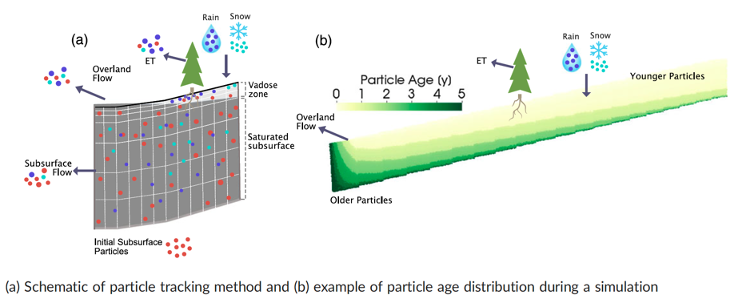 (a)
Rain
Snow
ET
Overland
Flow
Vadose
zone
Saturated
subsurface
Subsurface
Flow
Initial Subsurface
Particles
(b)
Rain
Snow
ET
Particle Age (y)
0 1 2 3 4 5
Younger Particles
Overland
Flow
Older Particles
(a) Schematic of particle tracking method and (b) example of particle age distribution during a simulation